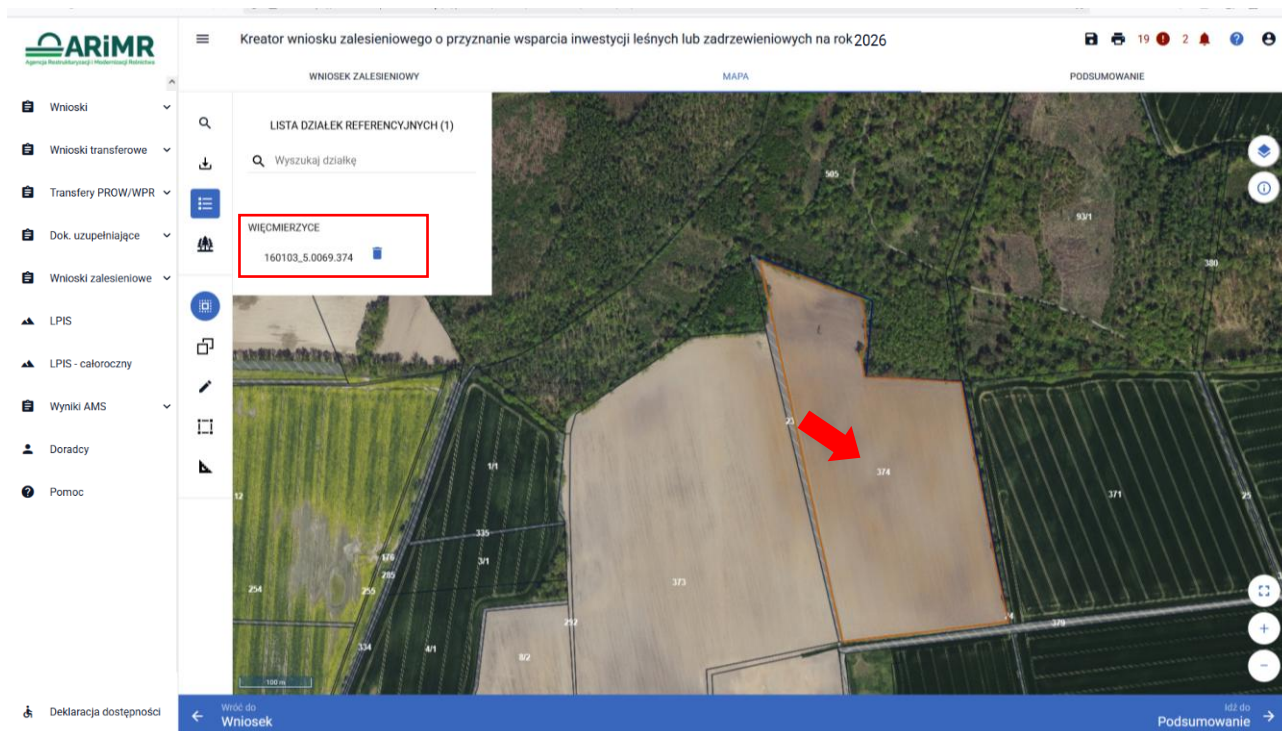 ARiMR
Agencja Restrukturyzacji i Modernizacji Rolnictwa
Kreator wniosku zalesieniowego o przyznanie wsparcia inwestycji leśnych lub zadrzewieniowych na rok 2026
19
2
WNIOSEK ZALESIENIOWY
MAPA
PODSUMOWANIE
Wnioski
Wnioski transferowe
Transfery PROW/WPR
Dok. uzupełniające
Wnioski zalesieniowe
LPIS
LPIS - całoroczny
Wyniki AMS
Doradcy
Pomoc
Deklaracja dostępności
LISTA DZIAŁEK REFERENCYJNYCH (1)
Wyszukaj działkę
WIĘCMIERZYCE
160103_5.0069.374
505
93/1
380
374
371
25
1/1
12
335
3/1
176
285
254
255
373
334
4/1
292
8/2
379
100 m
Wróć do
Wniosek
Idź do
Podsumowanie